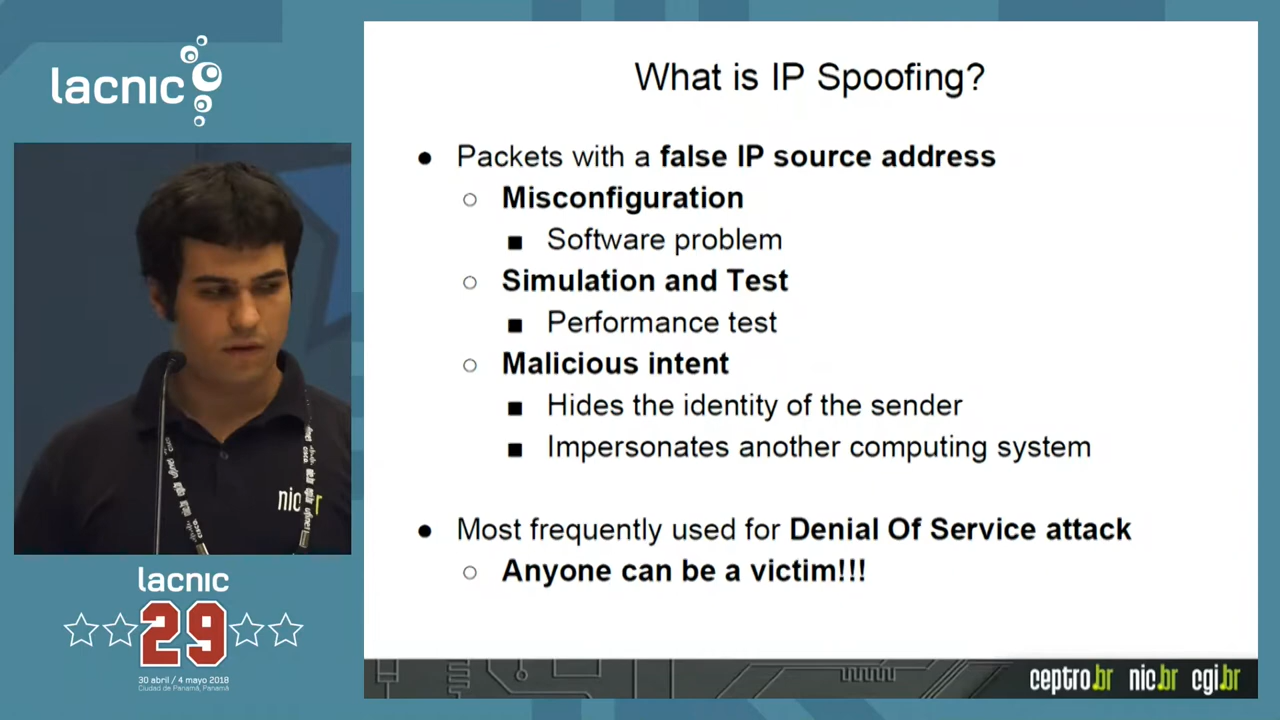 lacnic
What is IP Spoofing?
● Packets with a false IP source address
○ Misconfiguration
■ Software problem
○ Simulation and Test
■ Performance test
○ Malicious intent
■ Hides the identity of the sender
■ Impersonates another computing system
● Most frequently used for Denial Of Service attack
○ Anyone can be a victim!!!
nic.br
lacnic
29
30 abril / 4 mayo 2018
Ciudad de Panamá, Panamá
ceptro.br nic.br cgi.br